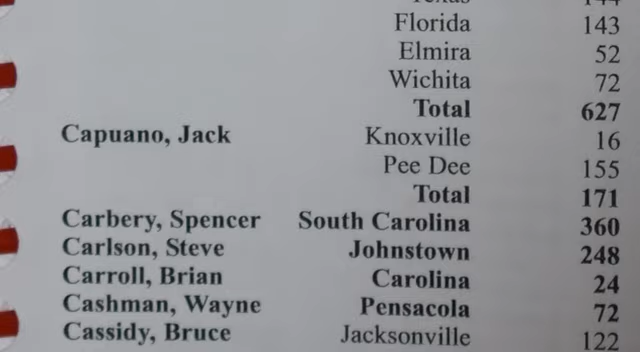 Texas 144
Florida 143
Elmira 52
Wichita 72
Total 627
Capuano, Jack Knoxville 16
Pee Dee 155
Total 171
Carbery, Spencer South Carolina 360
Carlson, Steve Johnstown 248
Carroll, Brian Carolina 24
Cashman, Wayne Pensacola 72
Cassidy, Bruce Jacksonville 122